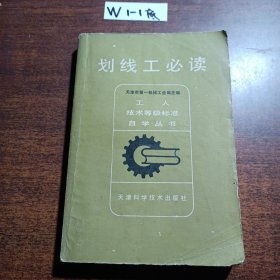 W 1-1底
划线工必读
天津市第一机械工业局主编
工人
技术等级标准
自学丛书
天津科学技术出版社